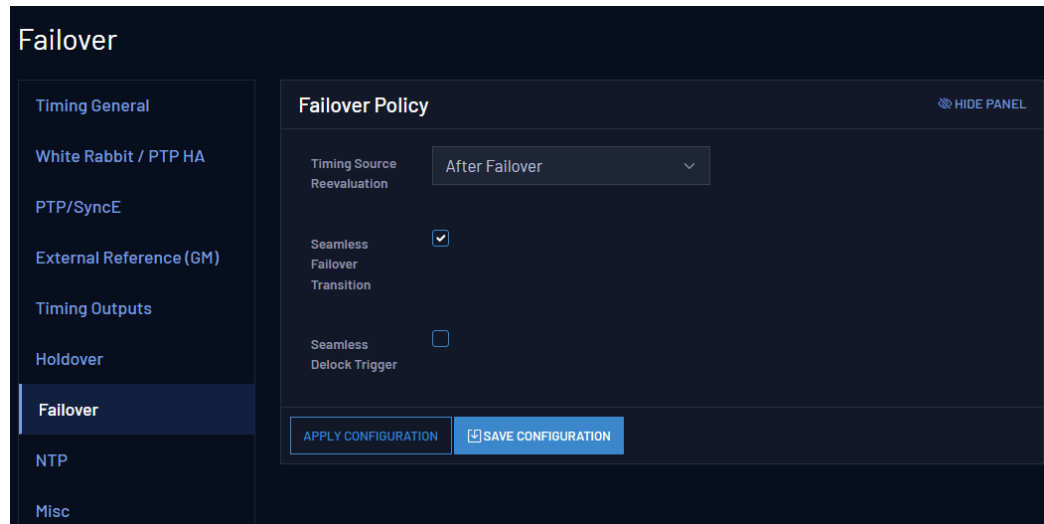 Failover
Timing General
White Rabbit / PTP HA
PTP/SyncE
External Reference (GM)
Timing Outputs
Holdover
Failover
NTP
Misc
Failover Policy
HIDE PANEL
Timing Source
Reevaluation
After Failover
Seamless
Failover
Transition
Seamless
Delock Trigger
APPLY CONFIGURATION
SAVE CONFIGURATION